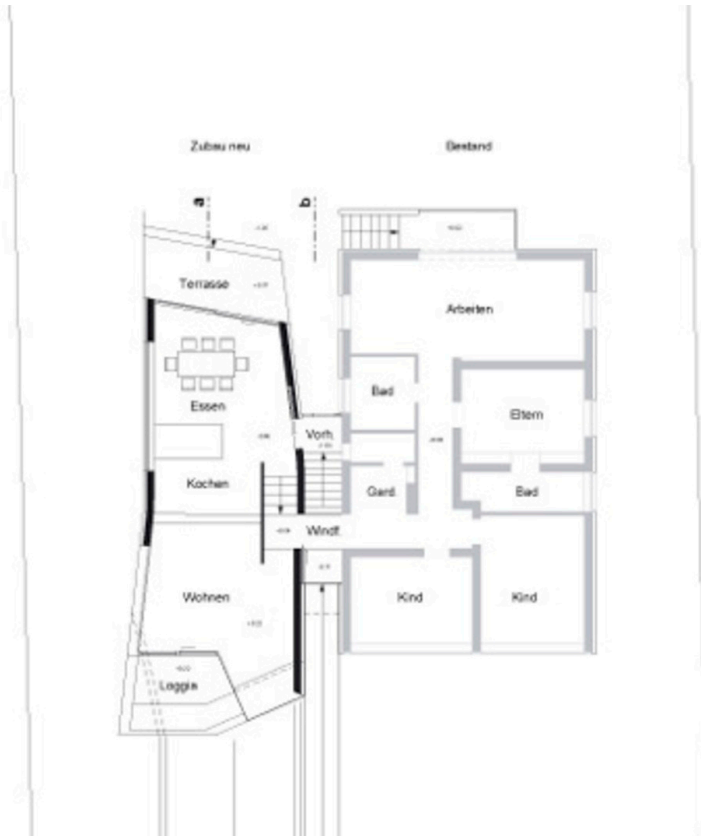 Zubau neu
Bestand
a
b
Terrasse
Arbeiten
Bad
Essen
Eltern
Vorh.
Kochen
Gard.
Bad
Windf.
Wohnen
Kind
Kind
Loggia